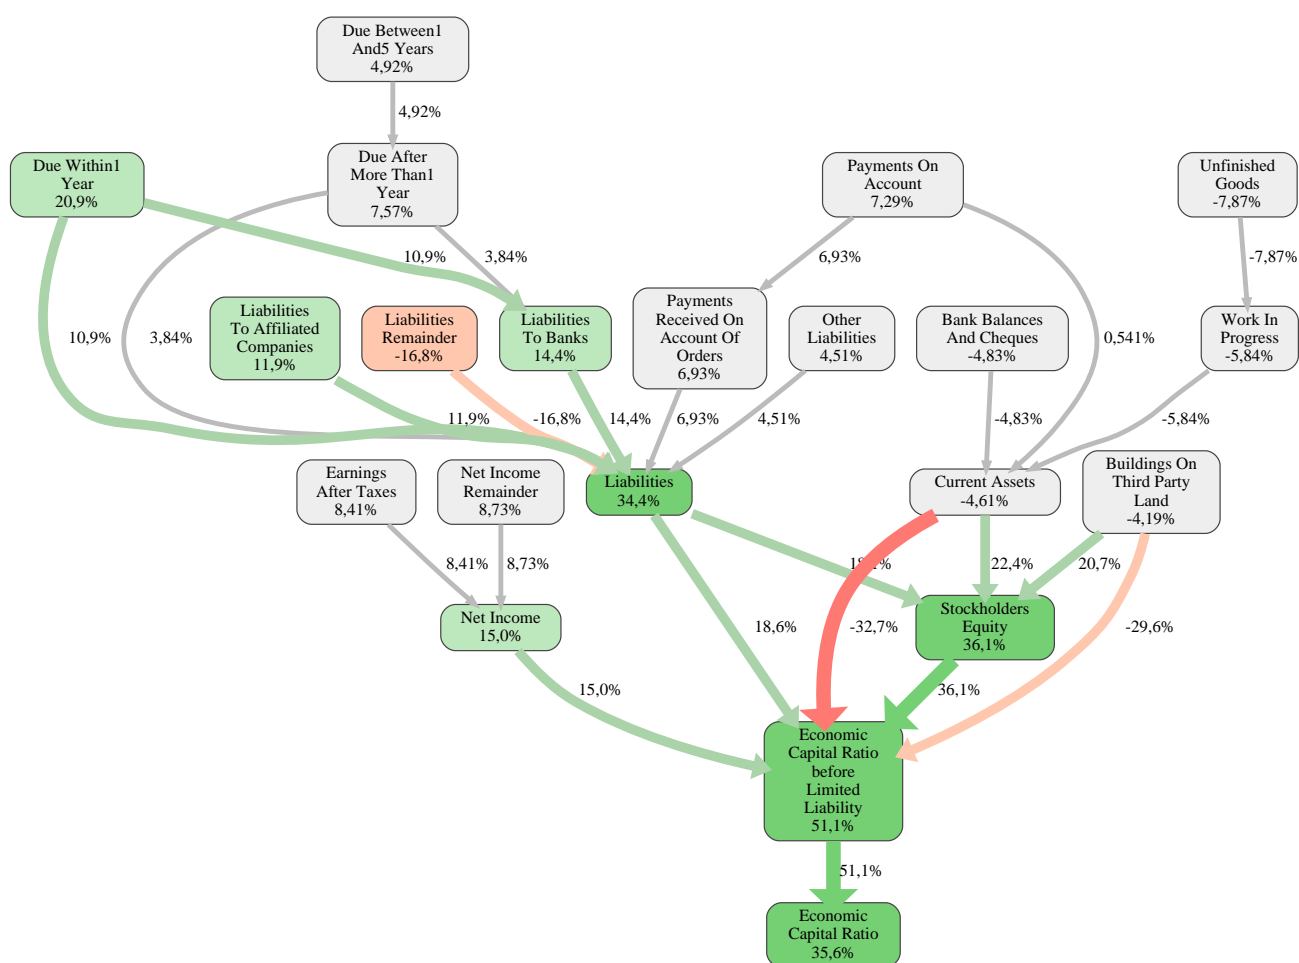 Due Between1
And5 Years
4,92%
4,92%
Due Within1
Year
20,9%
Due After
More Than1
Year
7,57%
Payments On
Account
7,29%
Unfinished
Goods
-7,87%
10,9%
3,84%
6,93%
-7,87%
Liabilities
To Affiliated
Companies
11,9%
Liabilities
Remainder
-16,8%
Liabilities
To Banks
14,4%
Payments
Received On
Account Of
Orders
6,93%
Other
Liabilities
4,51%
Bank Balances
And Cheques
-4,83%
Work In
Progress
-5,84%
10,9%
3,84%
0,541%
11,9%
-16,8%
14,4%
6,93%
4,51%
-4,83%
-5,84%
Earnings
After Taxes
8,41%
Net Income
Remainder
8,73%
Liabilities
34,4%
Current Assets
-4,61%
Buildings On
Third Party
Land
-4,19%
8,41%
8,73%
22,4%
20,7%
Net Income
15,0%
Stockholders
Equity
36,1%
18,6%
-32,7%
-29,6%
15,0%
36,1%
Economic
Capital Ratio
before
Limited
Liability
51,1%
51,1%
Economic
Capital Ratio
35,6%